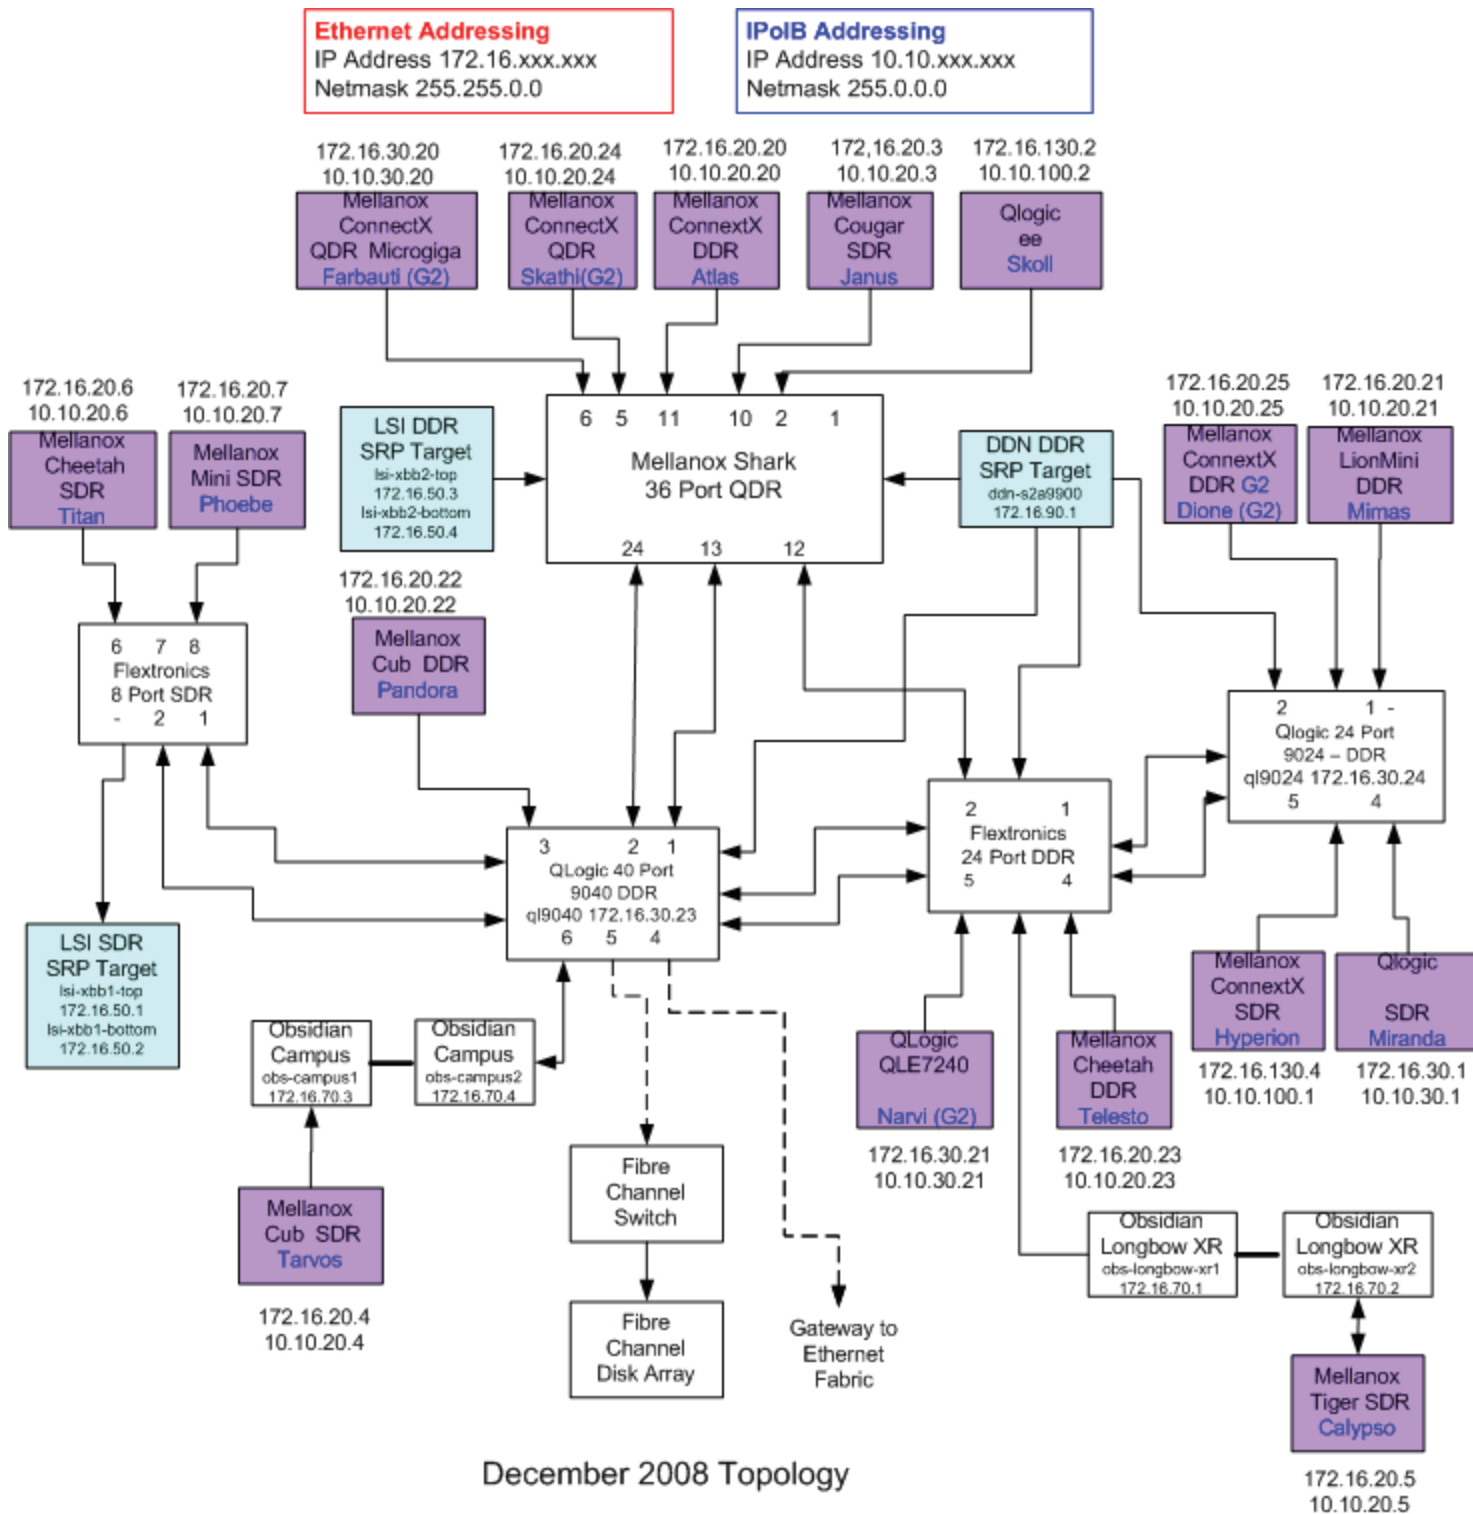 Ethernet Addressing
IP Address 172.16.xxx.xxx
Netmask 255.255.0.0
IPoIB Addressing
IP Address 10.10.xxx.xxx
Netmask 255.0.0.0
172.16.30.20
10.10.30.20
Mellanox
ConnectX
QDR Microgiga
Farbauti (G2)
172.16.20.24
10.10.20.24
Mellanox
ConnectX
QDR
Skathi(G2)
172.16.20.20
10.10.20.20
Mellanox
ConnextX
DDR
Atlas
172,16.20.3
10.10.20.3
Mellanox
Cougar
SDR
Janus
172.16.130.2
10.10.100.2
Qlogic
ee
Skoll
172.16.20.6
10.10.20.6
Mellanox
Cheetah
SDR
Titan
172.16.20.7
10.10.20.7
Mellanox
Mini SDR
Phoebe
LSI DDR
SRP Target
lsi-xbb2-top
172.16.50.3
lsi-xbb2-bottom
172.16.50.4
6 5 11 10 2 1
Mellanox Shark
36 Port QDR
24 13 12
DDN DDR
SRP Target
ddn-s2a9900
172.16.90.1
172.16.20.25
10.10.20.25
Mellanox
ConnextX
DDR G2
Dione (G2)
172.16.20.21
10.10.20.21
Mellanox
LionMini
DDR
Mimas
172.16.20.22
10.10.20.22
Mellanox
Cub DDR
Pandora
6 7 8
Flextronics
8 Port SDR
- 2 1
2 1 -
Qlogic 24 Port
9024 – DDR
ql9024 172.16.30.24
5 4
3 2 1
QLogic 40 Port
9040 DDR
ql9040 172.16.30.23
6 5 4
2 1
Flextronics
24 Port DDR
5 4
LSI SDR
SRP Target
lsi-xbb1-top
172.16.50.1
lsi-xbb1-bottom
172.16.50.2
Obsidian
Campus
obs-campus1
172.16.70.3
Obsidian
Campus
obs-campus2
172.16.70.4
QLogic
QLE7240
Narvi (G2)
172.16.30.21
10.10.30.21
Mellanox
Cheetah
DDR
Telesto
172.16.20.23
10.10.20.23
Mellanox
ConnextX
SDR
Hyperion
172.16.130.4
10.10.100.1
Qlogic
SDR
Miranda
172.16.30.1
10.10.30.1
Mellanox
Cub SDR
Tarvos
172.16.20.4
10.10.20.4
Fibre
Channel
Switch
Fibre
Channel
Disk Array
Gateway to
Ethernet
Fabric
Obsidian
Longbow XR
obs-longbow-xr1
172.16.70.1
Obsidian
Longbow XR
obs-longbow-xr2
172.16.70.2
Mellanox
Tiger SDR
Calypso
172.16.20.5
10.10.20.5
December 2008 Topology